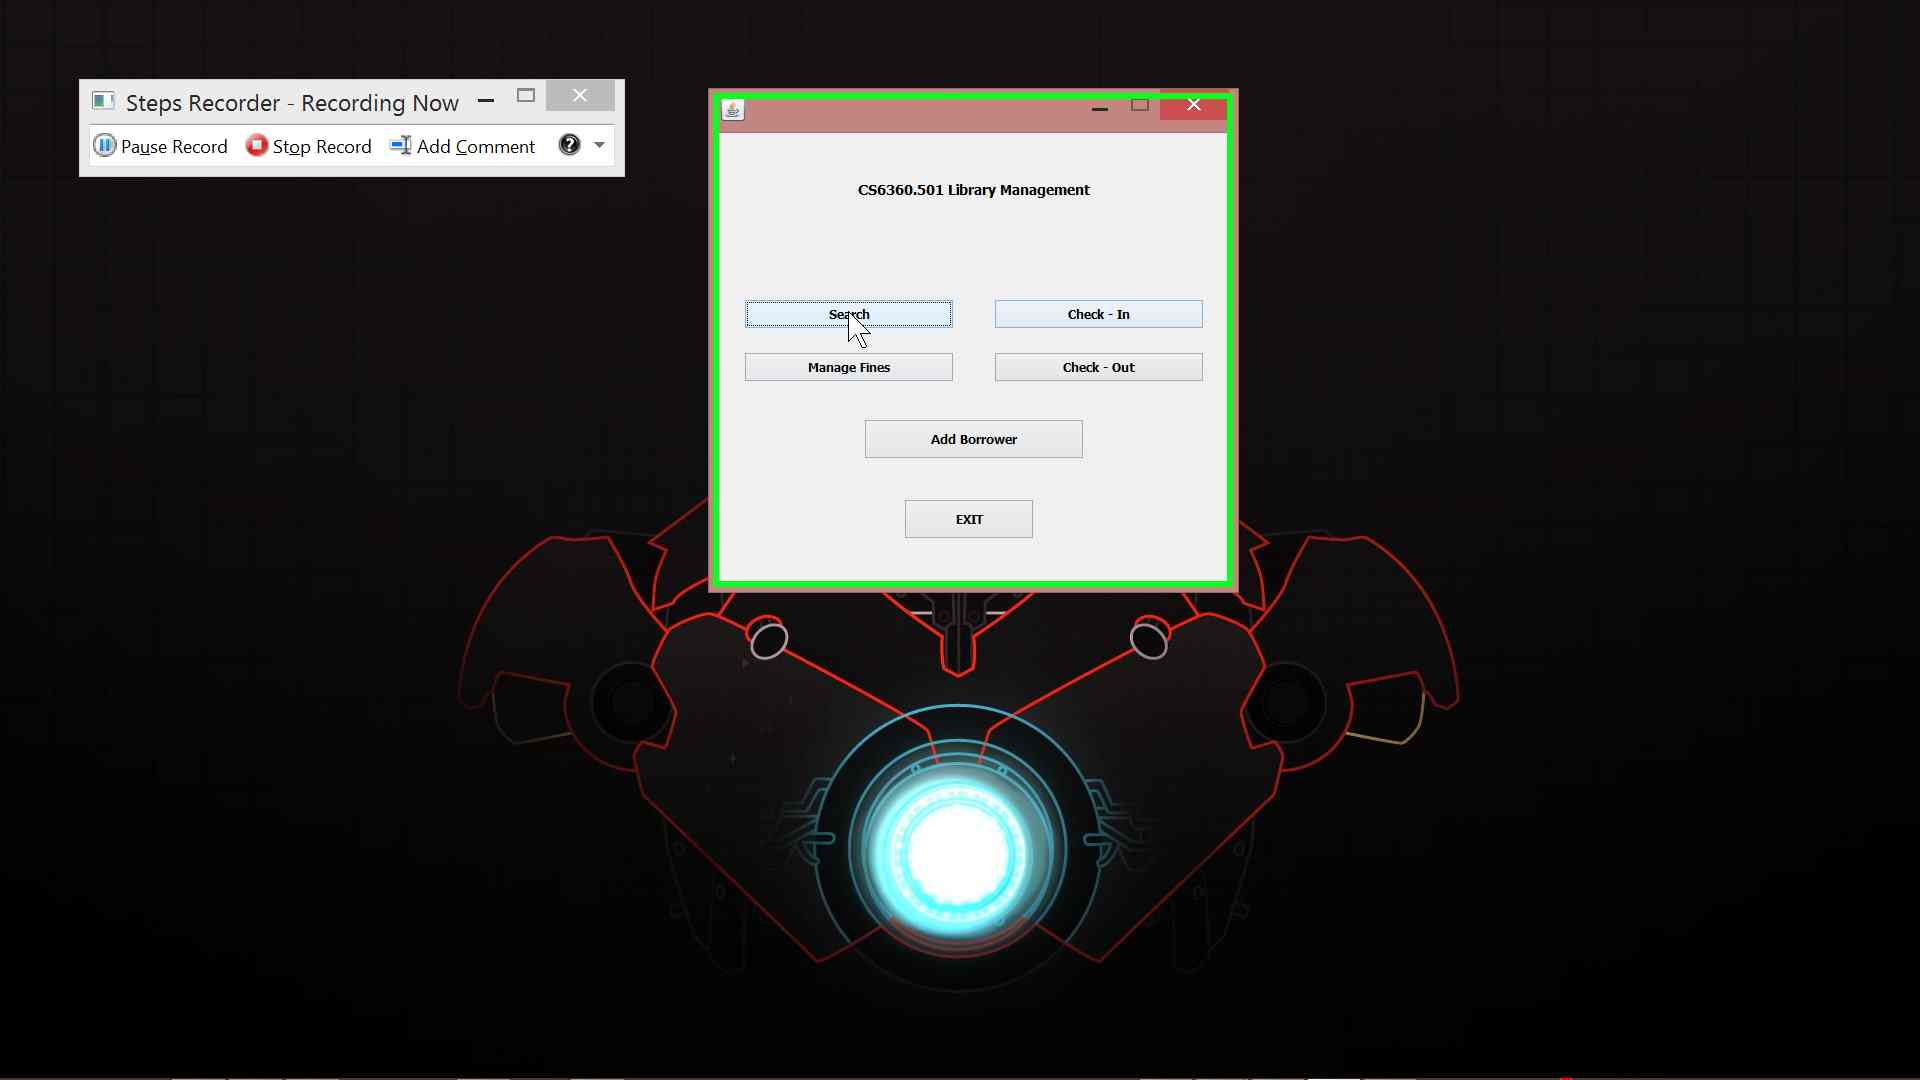 Steps Recorder - Recording Now
Pause Record Stop Record Add Comment
CS6360.501 Library Management
Search Check - In
Manage Fines Check - Out
Add Borrower
EXIT